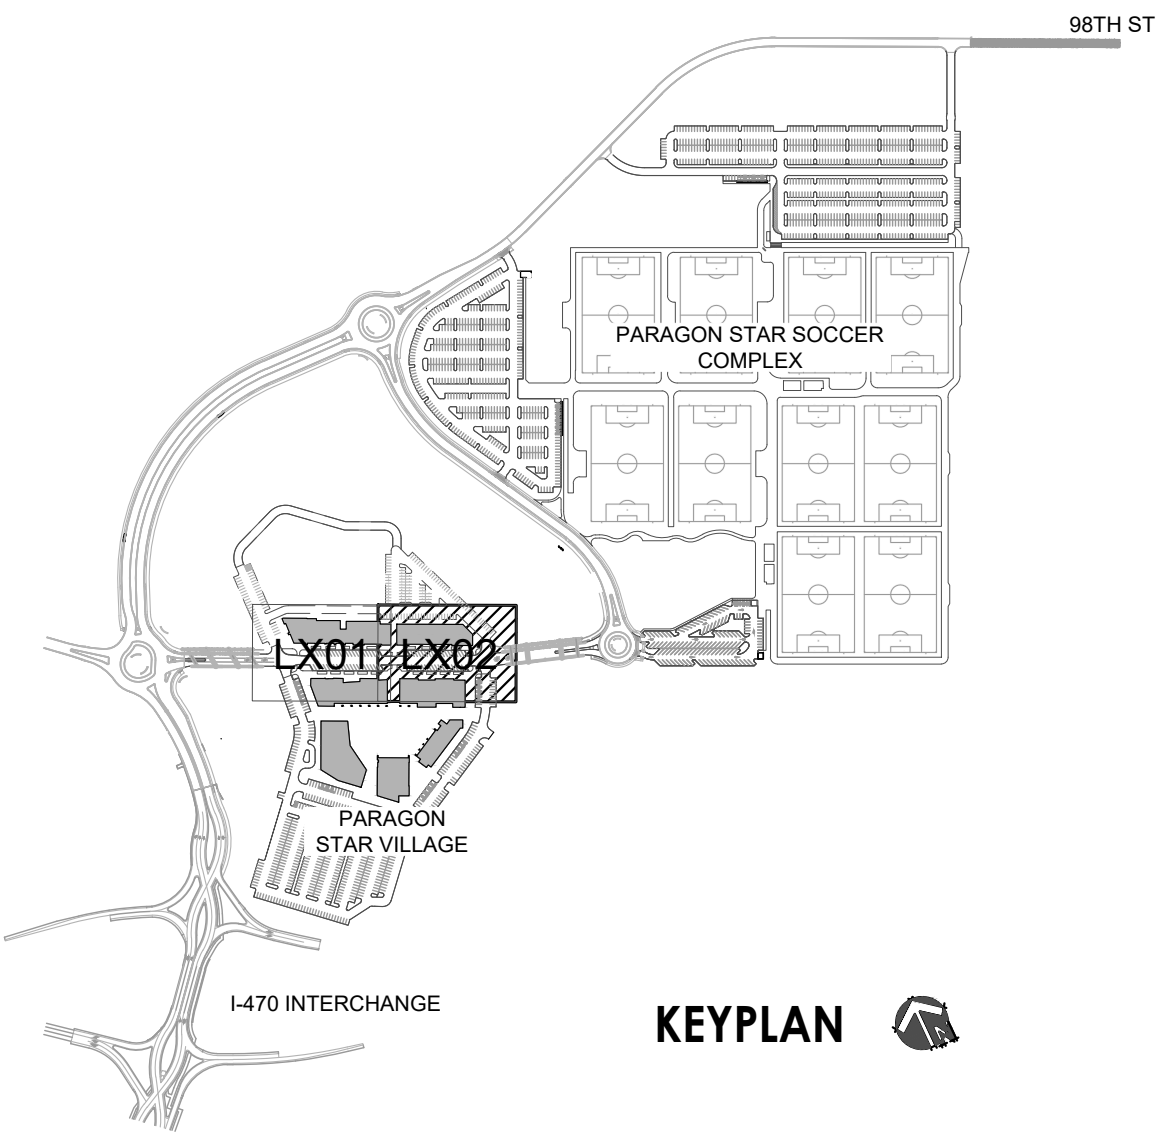 98TH ST
PARAGON STAR SOCCER
COMPLEX
LX01
LX02
PARAGON
STAR VILLAGE
I-470 INTERCHANGE
KEYPLAN
N